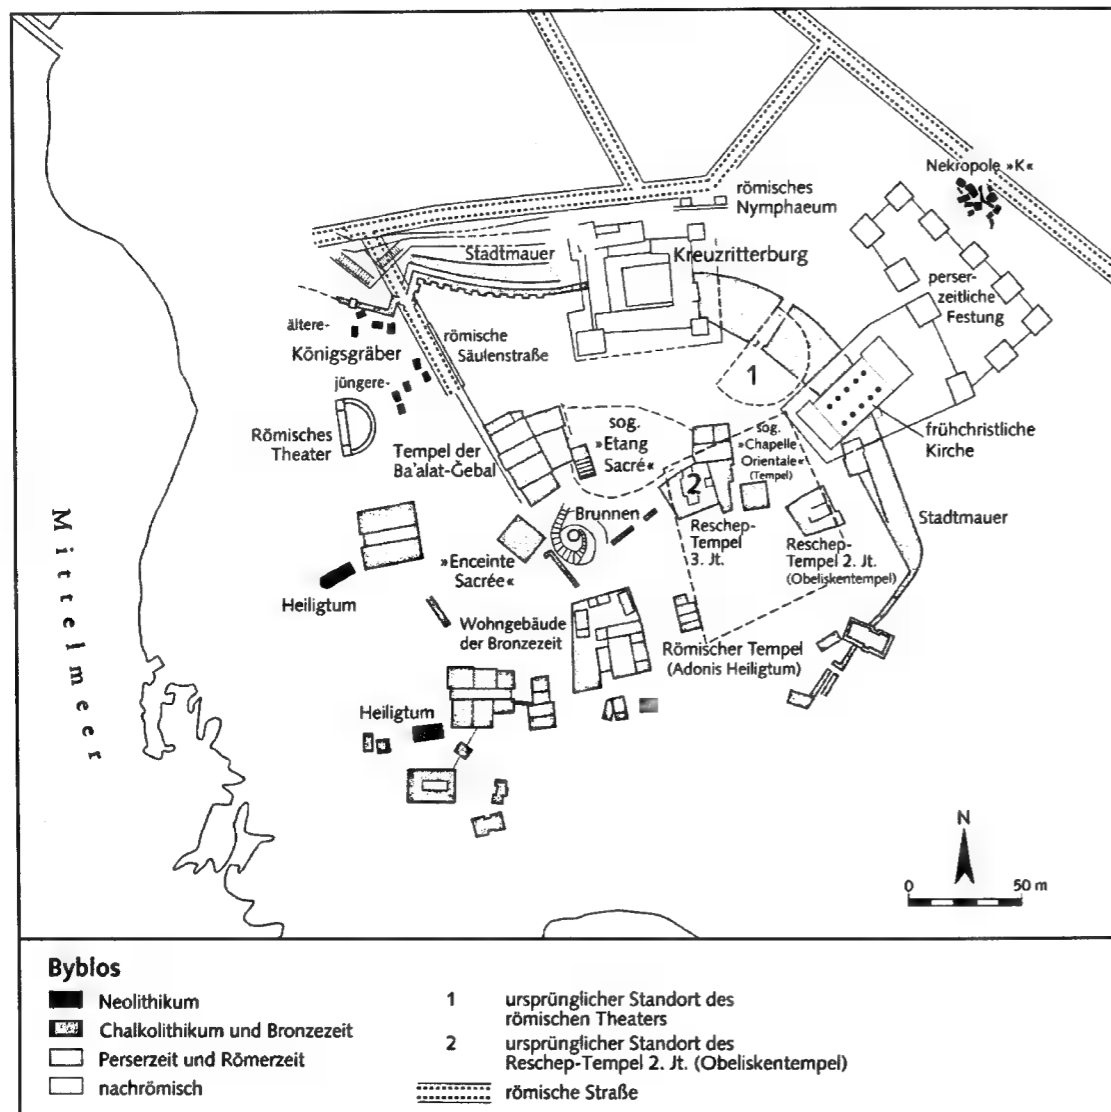 Nekropole »K«
römisches
Nymphaeum
Stadtmauer
Kreuzritterburg
perser-
zeitliche
Festung
ältere-
Königsgräber
jüngere-
römische
Säulenstraße
1
Römisches
Theater
Tempel der
Ba'alat-Ǧebal
sog.
»Etang
Sacré«
sog.
»Chapelle
Orientale«
(Tempel)
frühchristliche
Kirche
2
Brunnen
Reschep-
Tempel
3. Jt.
Reschep-
Tempel 2. Jt.
(Obeliskentempel)
Stadtmauer
»Enceinte
Sacrée«
Heiligtum
Wohngebäude
der Bronzezeit
Römischer Tempel
(Adonis Heiligtum)
Heiligtum
Mittelmeer
N
0 50 m
Byblos
Neolithikum
Chalkolithikum und Bronzezeit
Perserzeit und Römerzeit
nachrömisch
1 ursprünglicher Standort des
römischen Theaters
2 ursprünglicher Standort des
Reschep-Tempel 2. Jt. (Obeliskentempel)
römische Straße